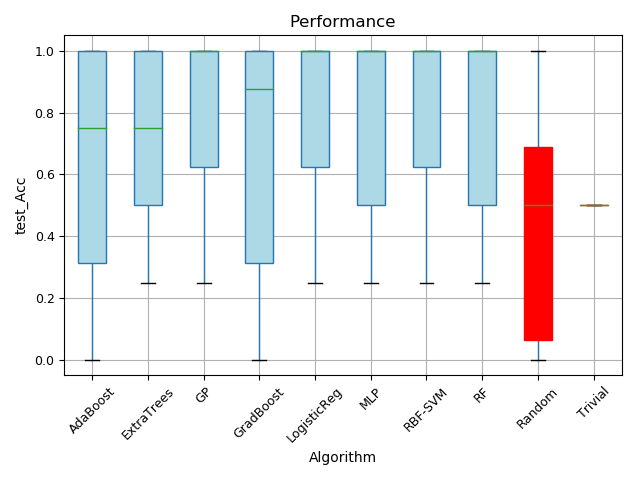 Performance
test_Acc
1.0
0.8
0.6
0.4
0.2
0.0
AdaBoost
ExtraTrees
GP
GradBoost
LogisticReg
MLP
RBF-SVM
RF
Random
Trivial
Algorithm